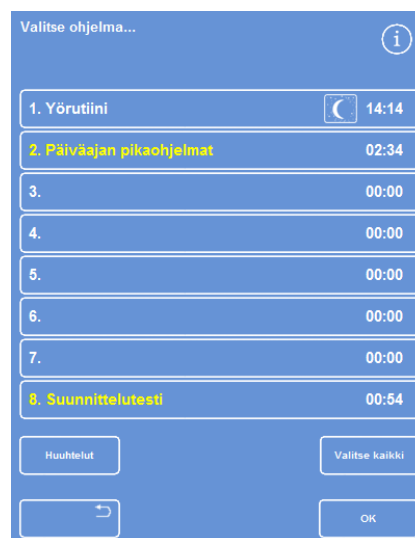 Valitse ohjelma...
i
1. Yörutiini 14:14
2. Päiväajan pikaohjelmat 02:34
3. 00:00
4. 00:00
5. 00:00
6. 00:00
7. 00:00
8. Suunnittelutesti 00:54
Huuhtelut Valitse kaikki
OK